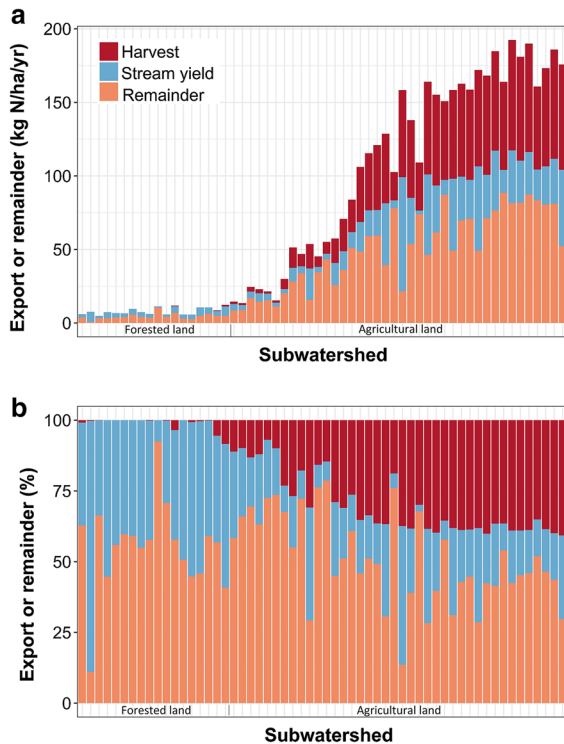 a
Export or remainder (kg N/ha/yr)
200
150
100
50
0
Harvest
Stream yield
Remainder
Forested land
Agricultural land
Subwatershed
b
Export or remainder (%)
100
75
50
25
0
Forested land
Agricultural land
Subwatershed